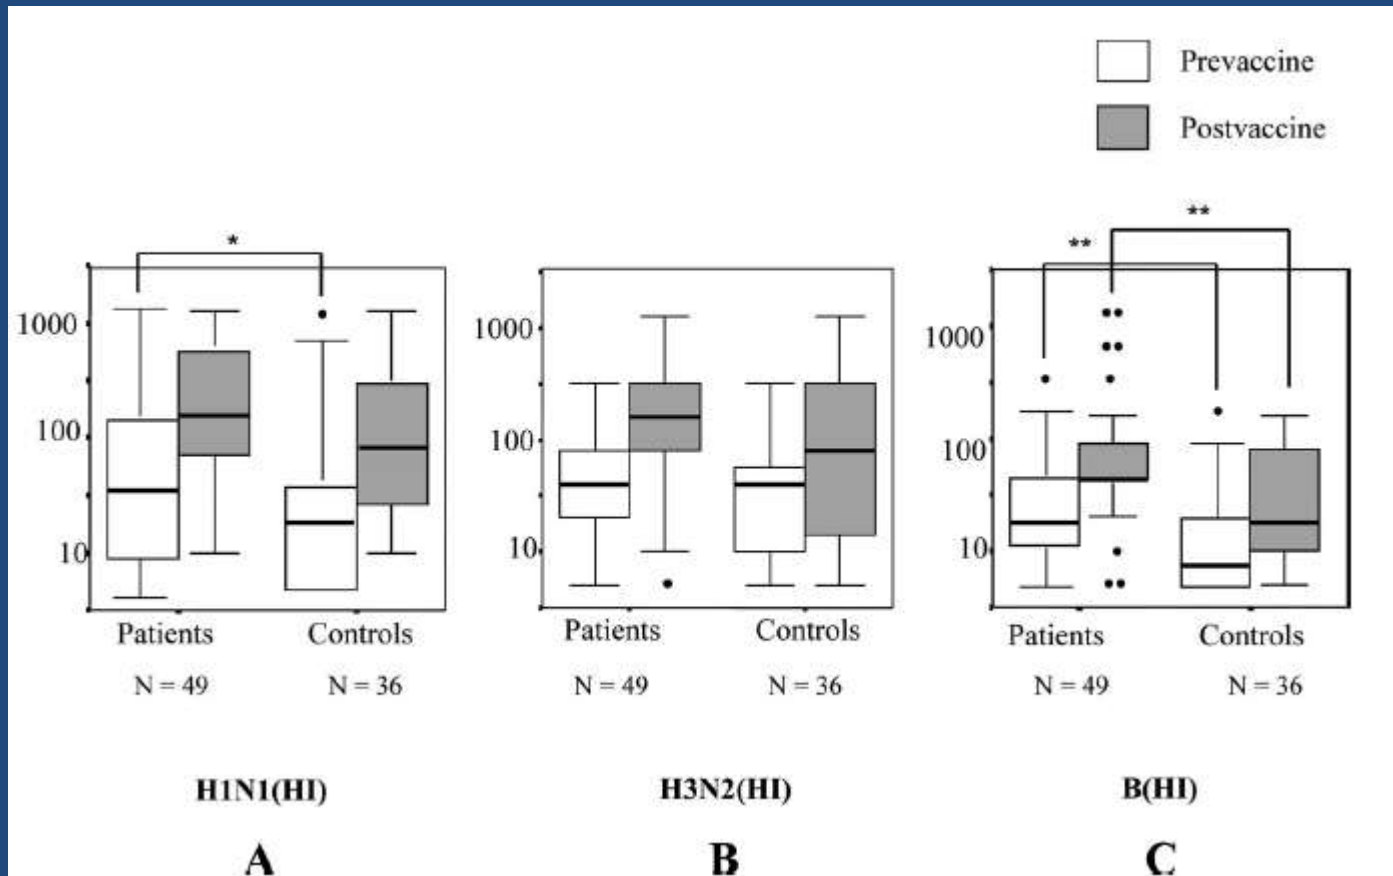 Prevaccine
Postvaccine
*
1000
100
10
Patients Controls
N = 49 N = 36
H1N1(HI)
A
1000
100
10
Patients Controls
N = 49 N = 36
H3N2(HI)
B
**
**
1000
100
10
Patients Controls
N = 49 N = 36
B(HI)
C